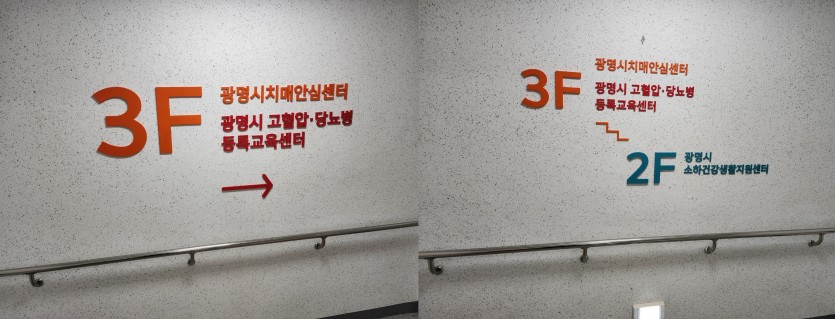 3F
광명시치매안심센터
광명시 고혈압·당뇨병
등록교육센터
3F
광명시치매안심센터
광명시 고혈압·당뇨병
등록교육센터
2F
광명시
소하건강생활지원센터